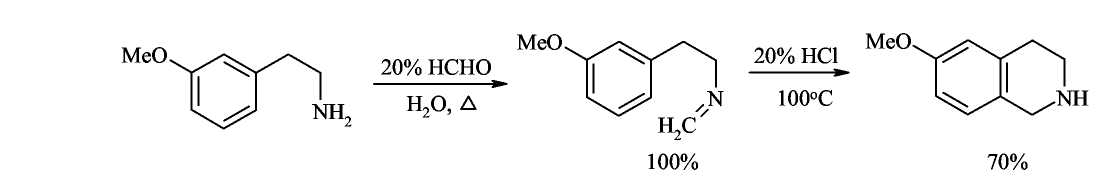 MeO
NH₂
20% HCHO
H₂O, △
MeO
N
H₂C
100%
20% HCl
100°C
MeO
NH
70%